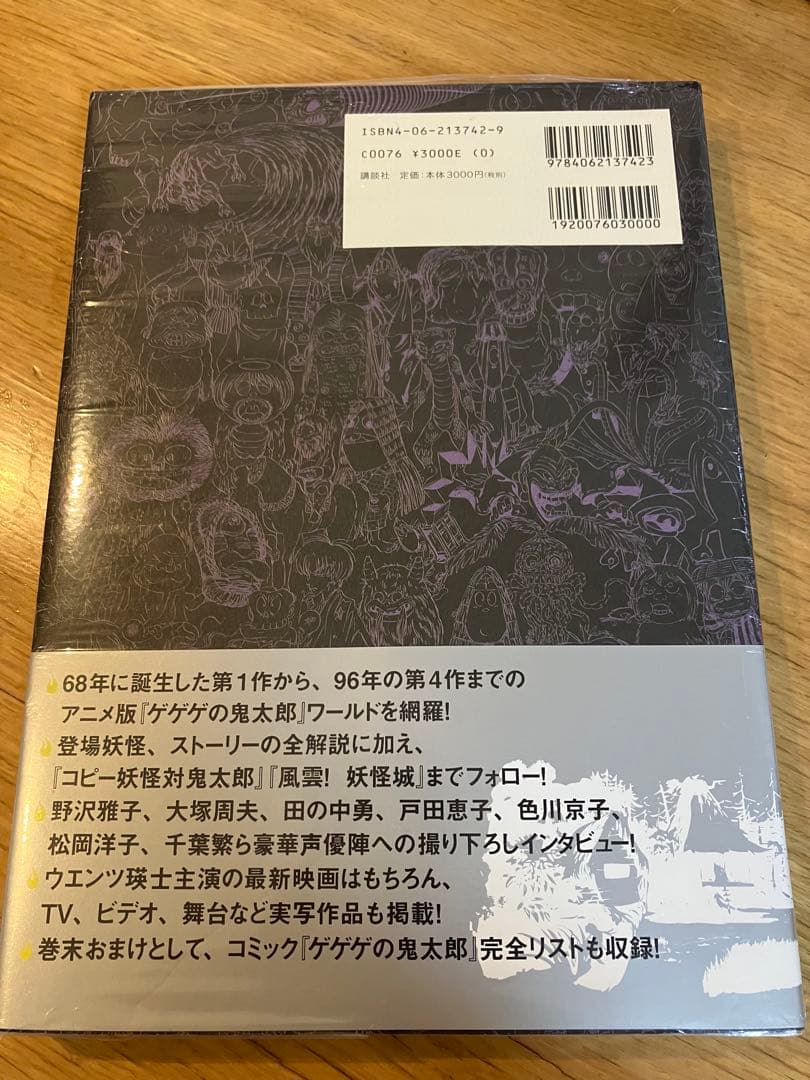 ISBN4-06-213742-9
C0076 ¥3000E (0)
講談社 定価:本体3000円(税別)
9784062137423
1920076030000
68年に誕生した第1作から、96年の第4作までの
アニメ版『ゲゲゲの鬼太郎』ワールドを網羅!
登場妖怪、ストーリーの全解説に加え、
『コピー妖怪対鬼太郎』『風雲! 妖怪城』までフォロー!
野沢雅子、大塚周夫、田の中勇、戸田恵子、色川京子、
松岡洋子、千葉繁ら豪華声優陣への撮り下ろしインタビュー!
ウエンツ瑛士主演の最新映画はもちろん、
TV、ビデオ、舞台など実写作品も掲載!
巻末おまけとして、コミック『ゲゲゲの鬼太郎』完全リストも収録!